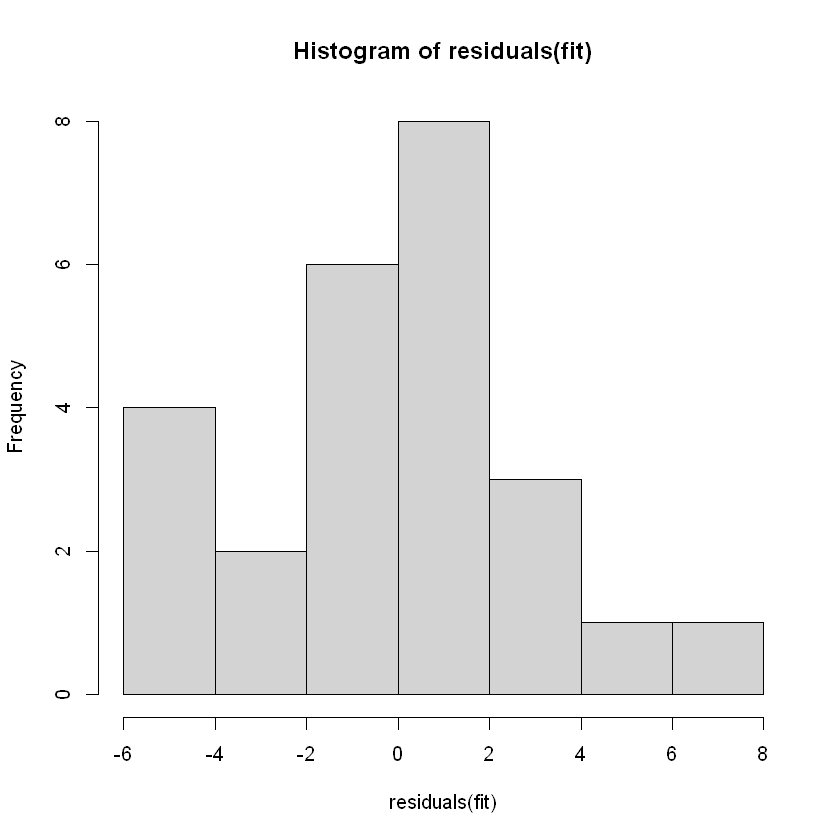 Histogram of residuals(fit)
Frequency
8
6
4
2
0
-6 -4 -2 0 2 4 6 8
residuals(fit)